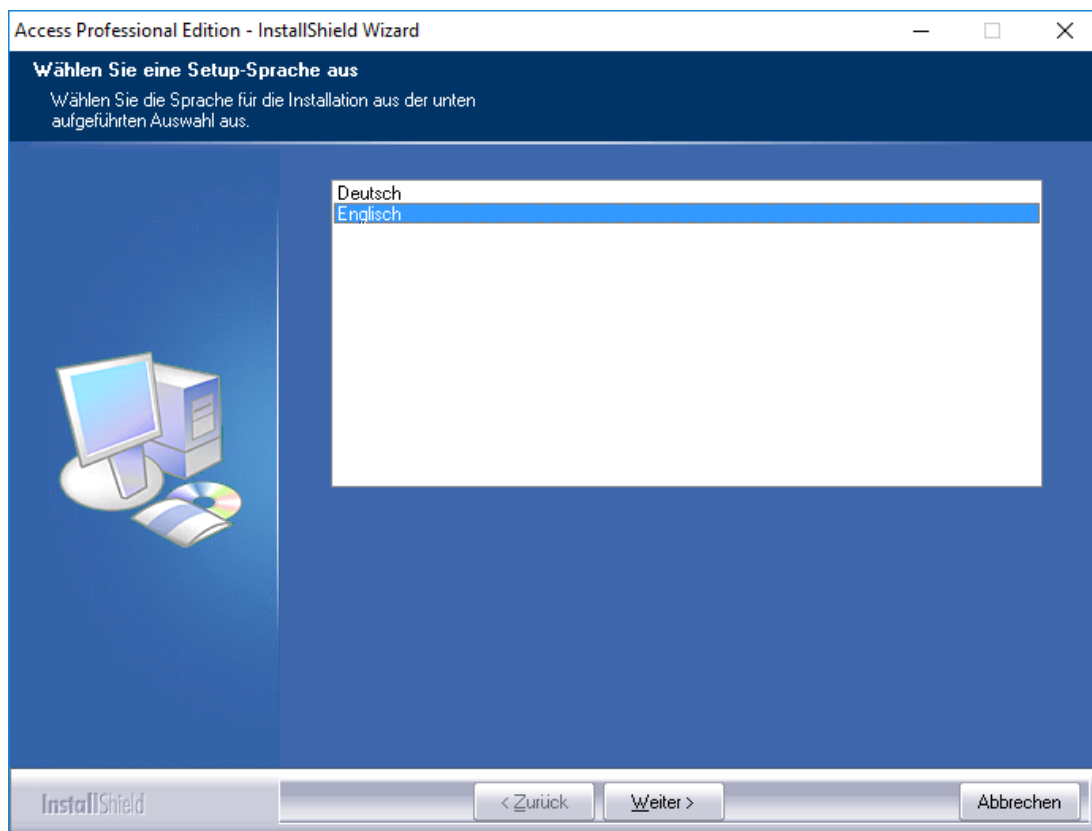 Access Professional Edition - InstallShield Wizard
Wählen Sie eine Setup-Sprache aus
Wählen Sie die Sprache für die Installation aus der unten
aufgeführten Auswahl aus.
Deutsch
Englisch
InstallShield
< Zurück
Weiter >
Abbrechen